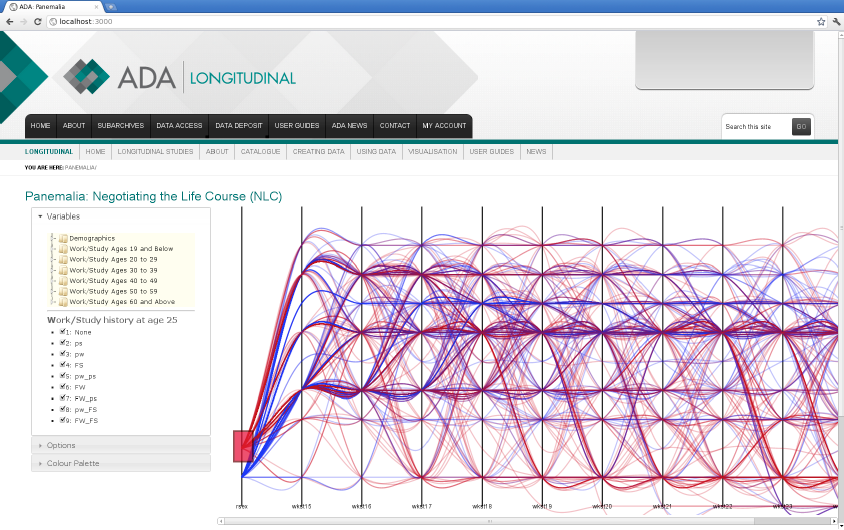 ADA: Panemalia
localhost:3000
ADA LONGITUDINAL
HOME ABOUT SUBARCHIVES DATA ACCESS DATA DEPOSIT USER GUIDES ADA NEWS CONTACT MY ACCOUNT
Search this site GO
LONGITUDINAL HOME LONGITUDINAL STUDIES ABOUT CATALOGUE CREATING DATA USING DATA VISUALISATION USER GUIDES NEWS
YOU ARE HERE: PANEMALIA/
Panemalia: Negotiating the Life Course (NLC)
Variables
Demographics
Work/Study Ages 19 and Below
Work/Study Ages 20 to 29
Work/Study Ages 30 to 39
Work/Study Ages 40 to 49
Work/Study Ages 50 to 59
Work/Study Ages 60 and Above
Work/Study history at age 25
1: None
2: ps
3: pw
4: FS
5: pw_ps
6: FW
7: FW_ps
8: pw_FS
9: FW_FS
Options
Colour Palette
rsex wkst15 wkst16 wkst17 wkst18 wkst19 wkst20 wkst21 wkst22 wkst23